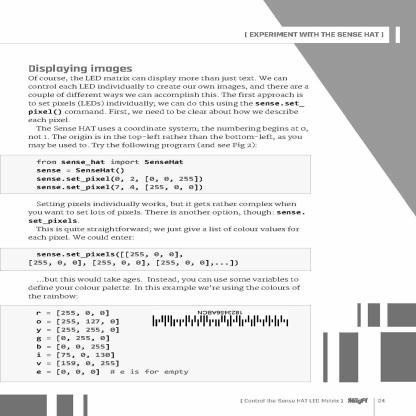 [ EXPERIMENT WITH THE SENSE HAT ]
Displaying images
Of course, the LED matrix can display more than just text. We can
control each LED individually to create our own images, and there are a
couple of different ways we can accomplish this. The first approach is
to set pixels (LEDs) individually; we can do this using the sense.set_
pixel() command. First, we need to be clear about how we describe
each pixel.
The Sense HAT uses a coordinate system; the numbering begins at 0,
not 1. The origin is in the top-left rather than the bottom-left, as you
may be used to. Try the following program (and see Fig 2):
from sense_hat import SenseHat
sense = SenseHat()
sense.set_pixel(0, 2, [0, 0, 255])
sense.set_pixel(7, 4, [255, 0, 0])
Setting pixels individually works, but it gets rather complex when
you want to set lots of pixels. There is another option, though: sense.
set_pixels.
This is quite straightforward; we just give a list of colour values for
each pixel. We could enter:
sense.set_pixels([[255, 0, 0],
[255, 0, 0], [255, 0, 0], [255, 0, 0],...])
...but this would take ages. Instead, you can use some variables to
define your colour palette. In this example we're using the colours of
the rainbow:
r = [255, 0, 0]
o = [255, 127, 0]
y = [255, 255, 0]
g = [0, 255, 0]
b = [0, 0, 255]
i = [75, 0, 130]
v = [159, 0, 255]
e = [0, 0, 0] # e is for empty
[ Control the Sense HAT LED Matrix ]
24